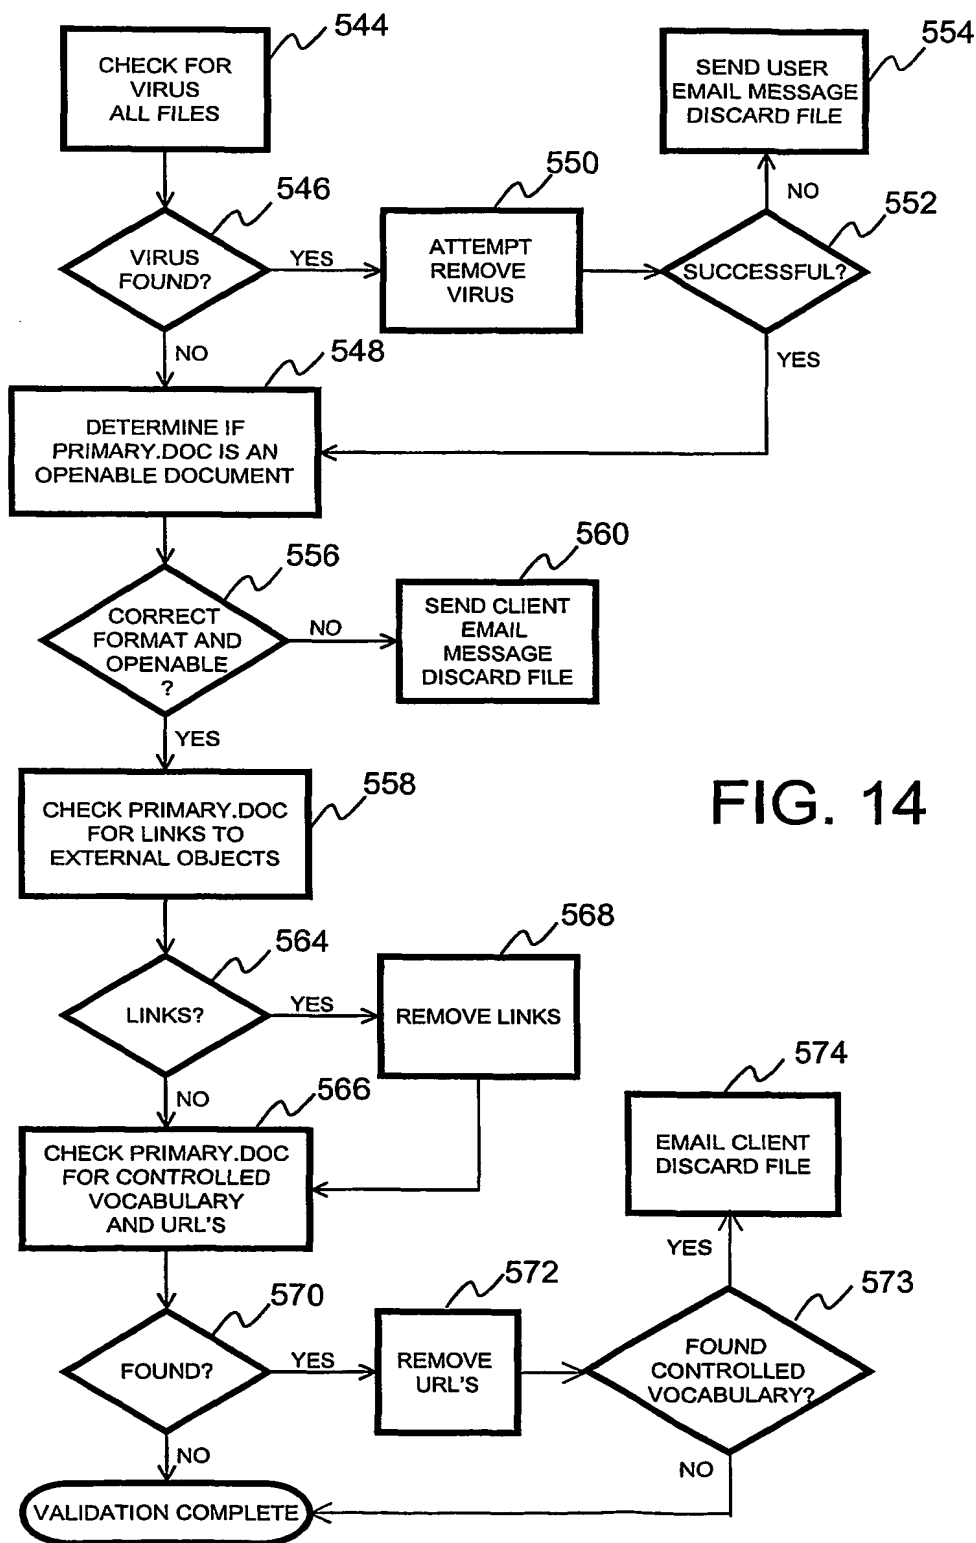 544
CHECK FOR
VIRUS
ALL FILES
554
SEND USER
EMAIL MESSAGE
DISCARD FILE
546
VIRUS
FOUND?
YES
550
ATTEMPT
REMOVE
VIRUS
NO
552
SUCCESSFUL?
NO
548
YES
DETERMINE IF
PRIMARY.DOC IS AN
OPENABLE DOCUMENT
556
CORRECT
FORMAT AND
OPENABLE
?
NO
560
SEND CLIENT
EMAIL
MESSAGE
DISCARD FILE
YES
558
CHECK PRIMARY.DOC
FOR LINKS TO
EXTERNAL OBJECTS
FIG. 14
564
LINKS?
YES
568
REMOVE LINKS
NO
566
CHECK PRIMARY.DOC
FOR CONTROLLED
VOCABULARY
AND URL'S
574
EMAIL CLIENT
DISCARD FILE
YES
570
FOUND?
YES
572
REMOVE
URL'S
573
FOUND
CONTROLLED
VOCABULARY?
NO
NO
VALIDATION COMPLETE